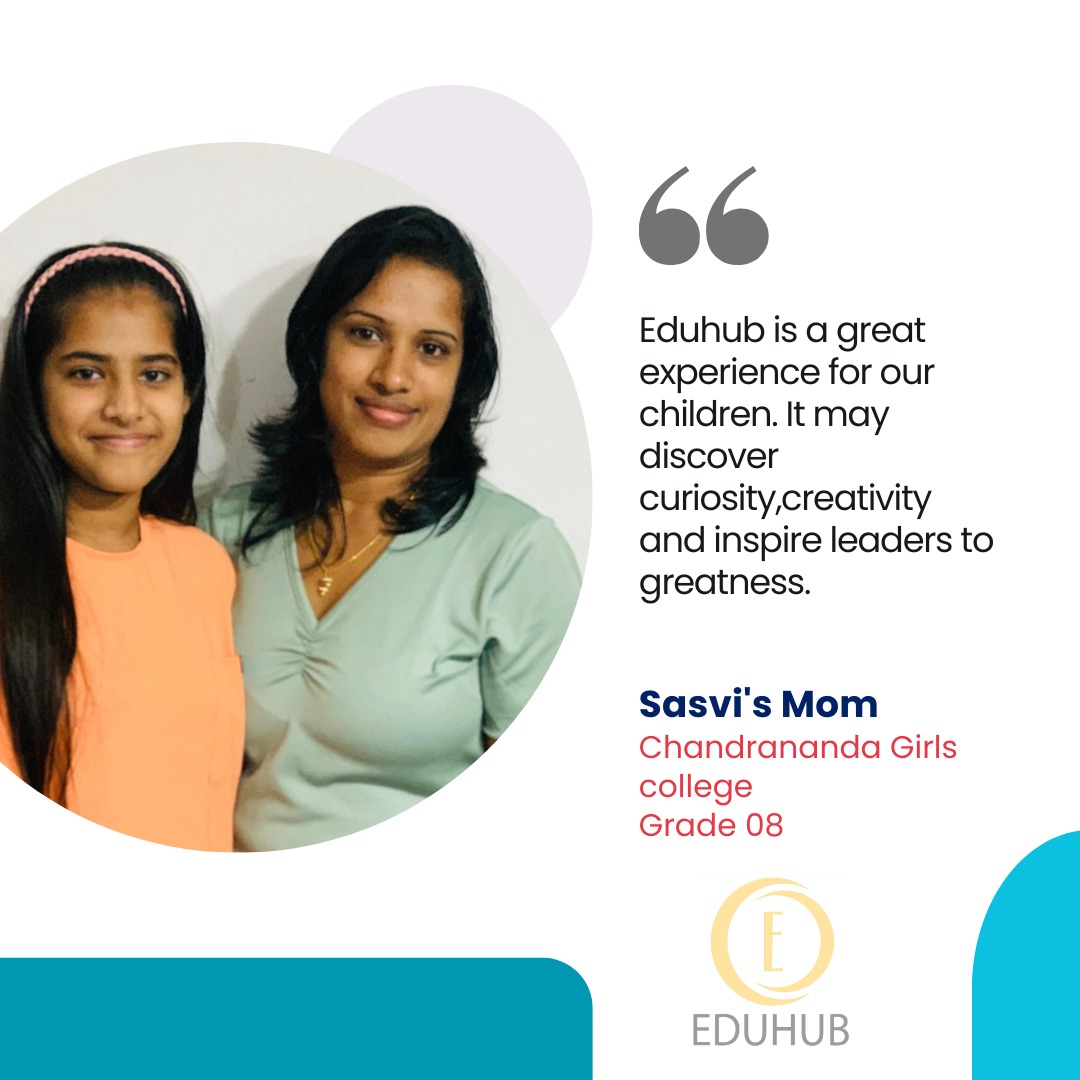 Eduhub is a great
experience for our
children. It may
discover
curiosity,creativity
and inspire leaders to
greatness.
Sasvi's Mom
Chandrananda Girls
college
Grade 08
E
EDUHUB